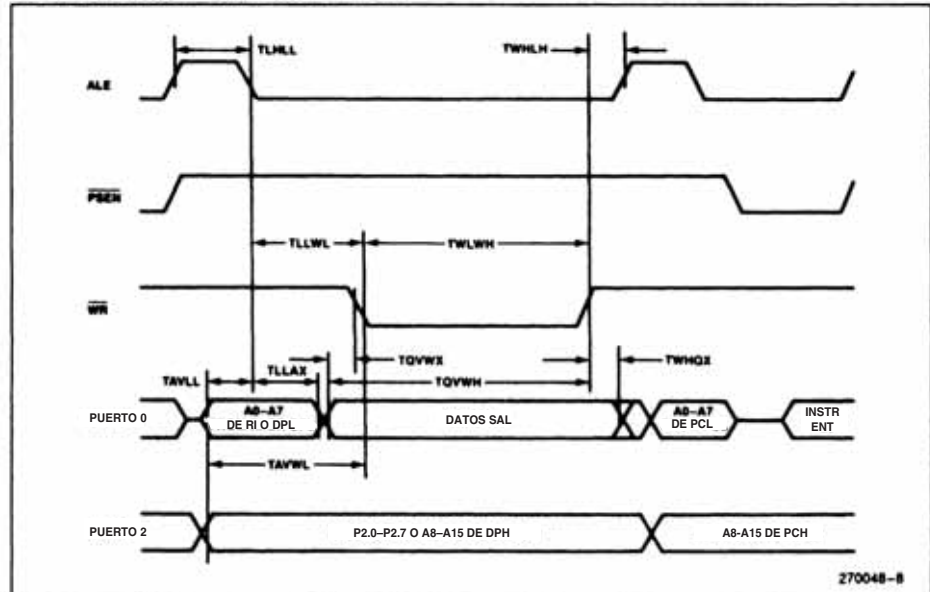 TLHLL
TWHLH
ALE
PSEN
TLLWL
TWLWH
WR
TAVLL
TLLAX
TQVWX
TWHQX
TQVWH
PUERTO 0
A0–A7
DE RI O DPL
DATOS SAL
A0–A7
DE PCL
INSTR
ENT
TAVWL
PUERTO 2
P2.0–P2.7 O A8–A15 DE DPH
A8-A15 DE PCH
270048–8